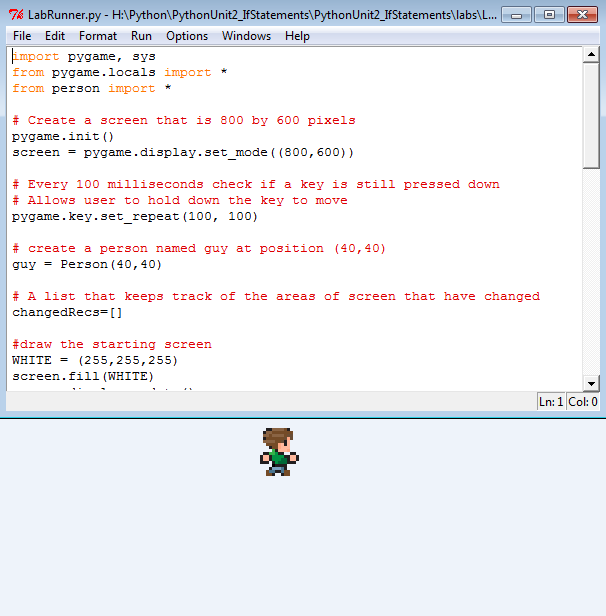 LabRunner.py - H:\Python\PythonUnit2_IfStatements\PythonUnit2_IfStatements\labs\L...
File Edit Format Run Options Windows Help
import pygame, sys
from pygame.locals import *
from person import *
# Create a screen that is 800 by 600 pixels
pygame.init()
screen = pygame.display.set_mode((800,600))
# Every 100 milliseconds check if a key is still pressed down
# Allows user to hold down the key to move
pygame.key.set_repeat(100, 100)
# create a person named guy at position (40,40)
guy = Person(40,40)
# A list that keeps track of the areas of screen that have changed
changedRecs=[]
#draw the starting screen
WHITE = (255,255,255)
screen.fill(WHITE)
Ln: 1 Col: 0